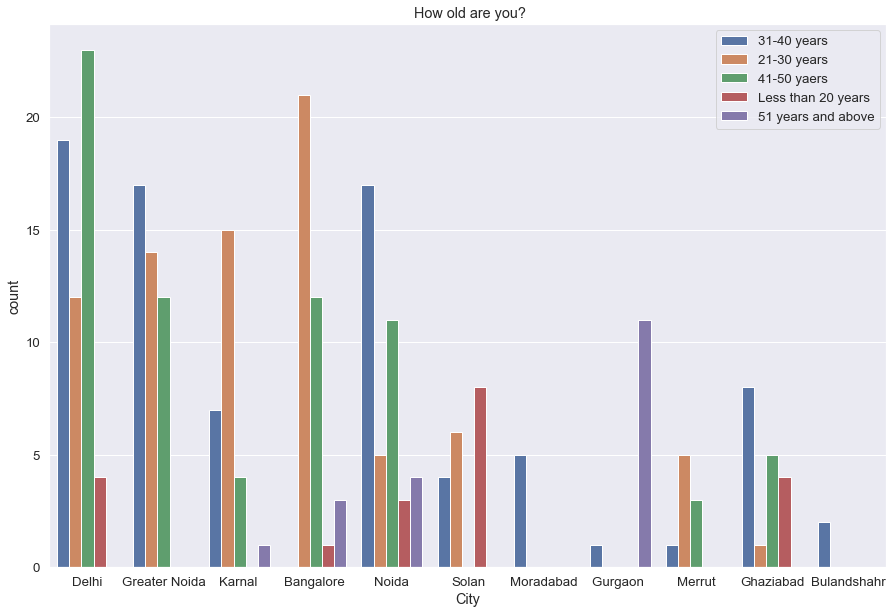 How old are you?
31-40 years
21-30 years
41-50 yaers
Less than 20 years
51 years and above
count
20
15
10
5
0
Delhi Greater Noida Karnal Bangalore Noida Solan Moradabad Gurgaon Merrut Ghaziabad Bulandshahr
City